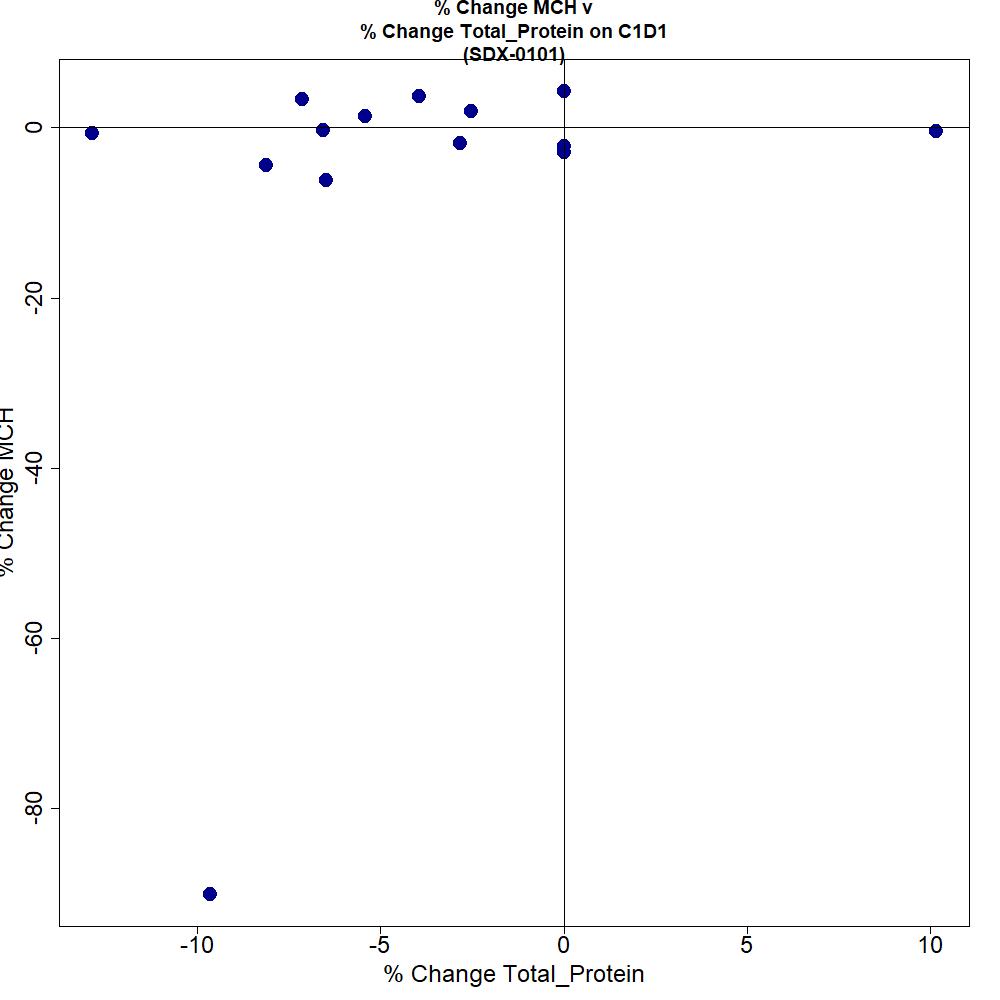 % Change MCH v
% Change Total_Protein on C1D1
(SDX-0101)
% Change MCH
0
-20
-40
-60
-80
-10
-5
0
5
10
% Change Total_Protein